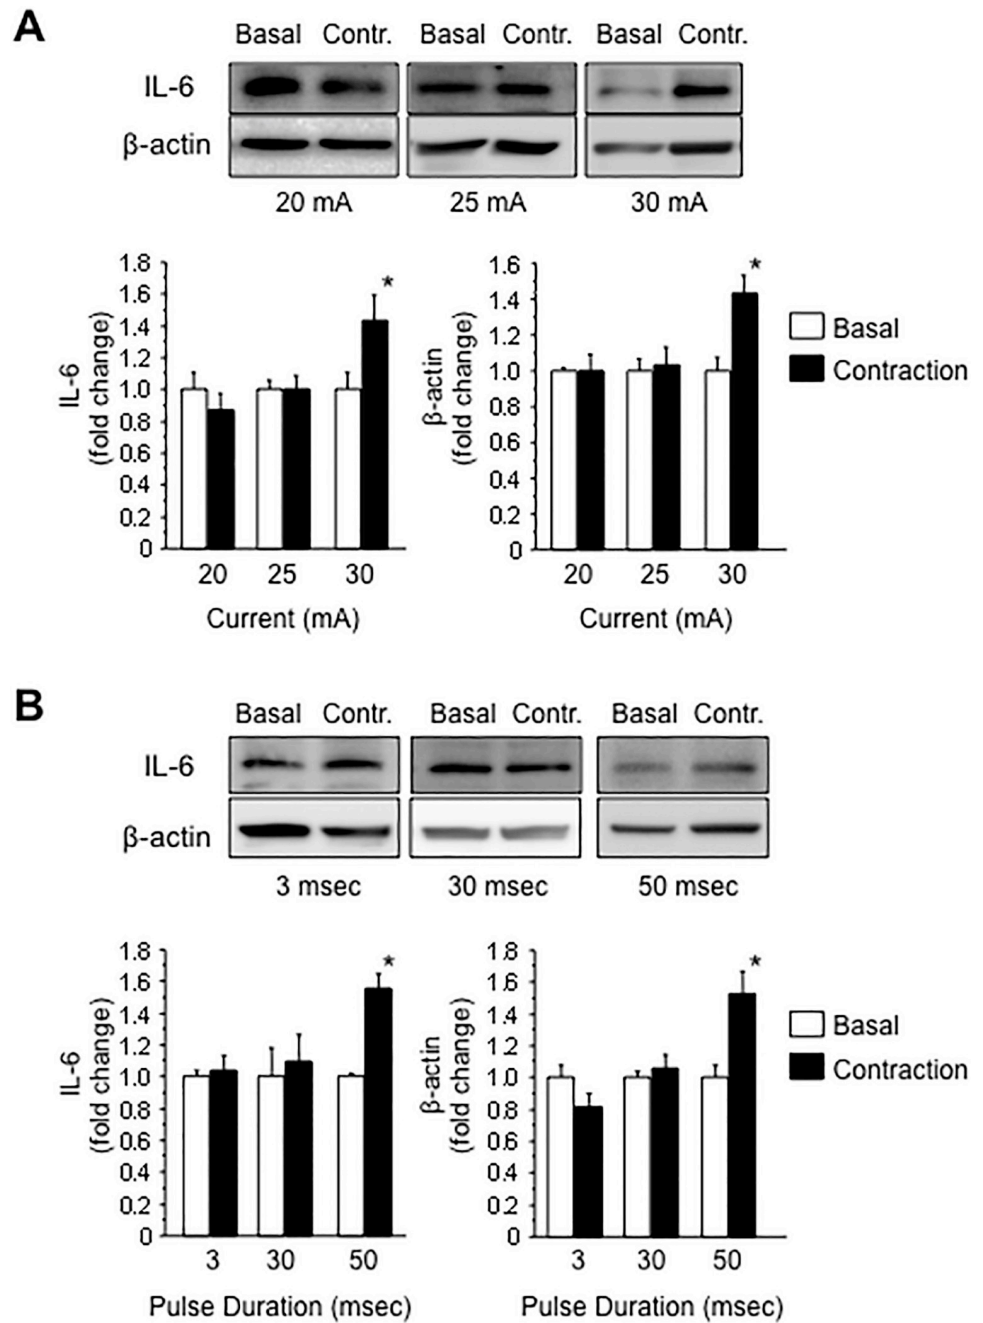 A
Basal Contr. Basal Contr. Basal Contr.
IL-6
β-actin
20 mA 25 mA 30 mA
1.8
1.6
1.4
1.2
1.0
0.8
0.6
0.4
0.2
0
IL-6
(fold change)
*
20 25 30
Current (mA)
1.6
1.4
1.2
1.0
0.8
0.6
0.4
0.2
0
β-actin
(fold change)
*
20 25 30
Current (mA)
Basal
Contraction
B
Basal Contr. Basal Contr. Basal Contr.
IL-6
β-actin
3 msec 30 msec 50 msec
1.8
1.6
1.4
1.2
1.0
0.8
0.6
0.4
0.2
0
IL-6
(fold change)
*
3 30 50
Pulse Duration (msec)
1.8
1.6
1.4
1.2
1.0
0.8
0.6
0.4
0.2
0
β-actin
(fold change)
*
3 30 50
Pulse Duration (msec)
Basal
Contraction